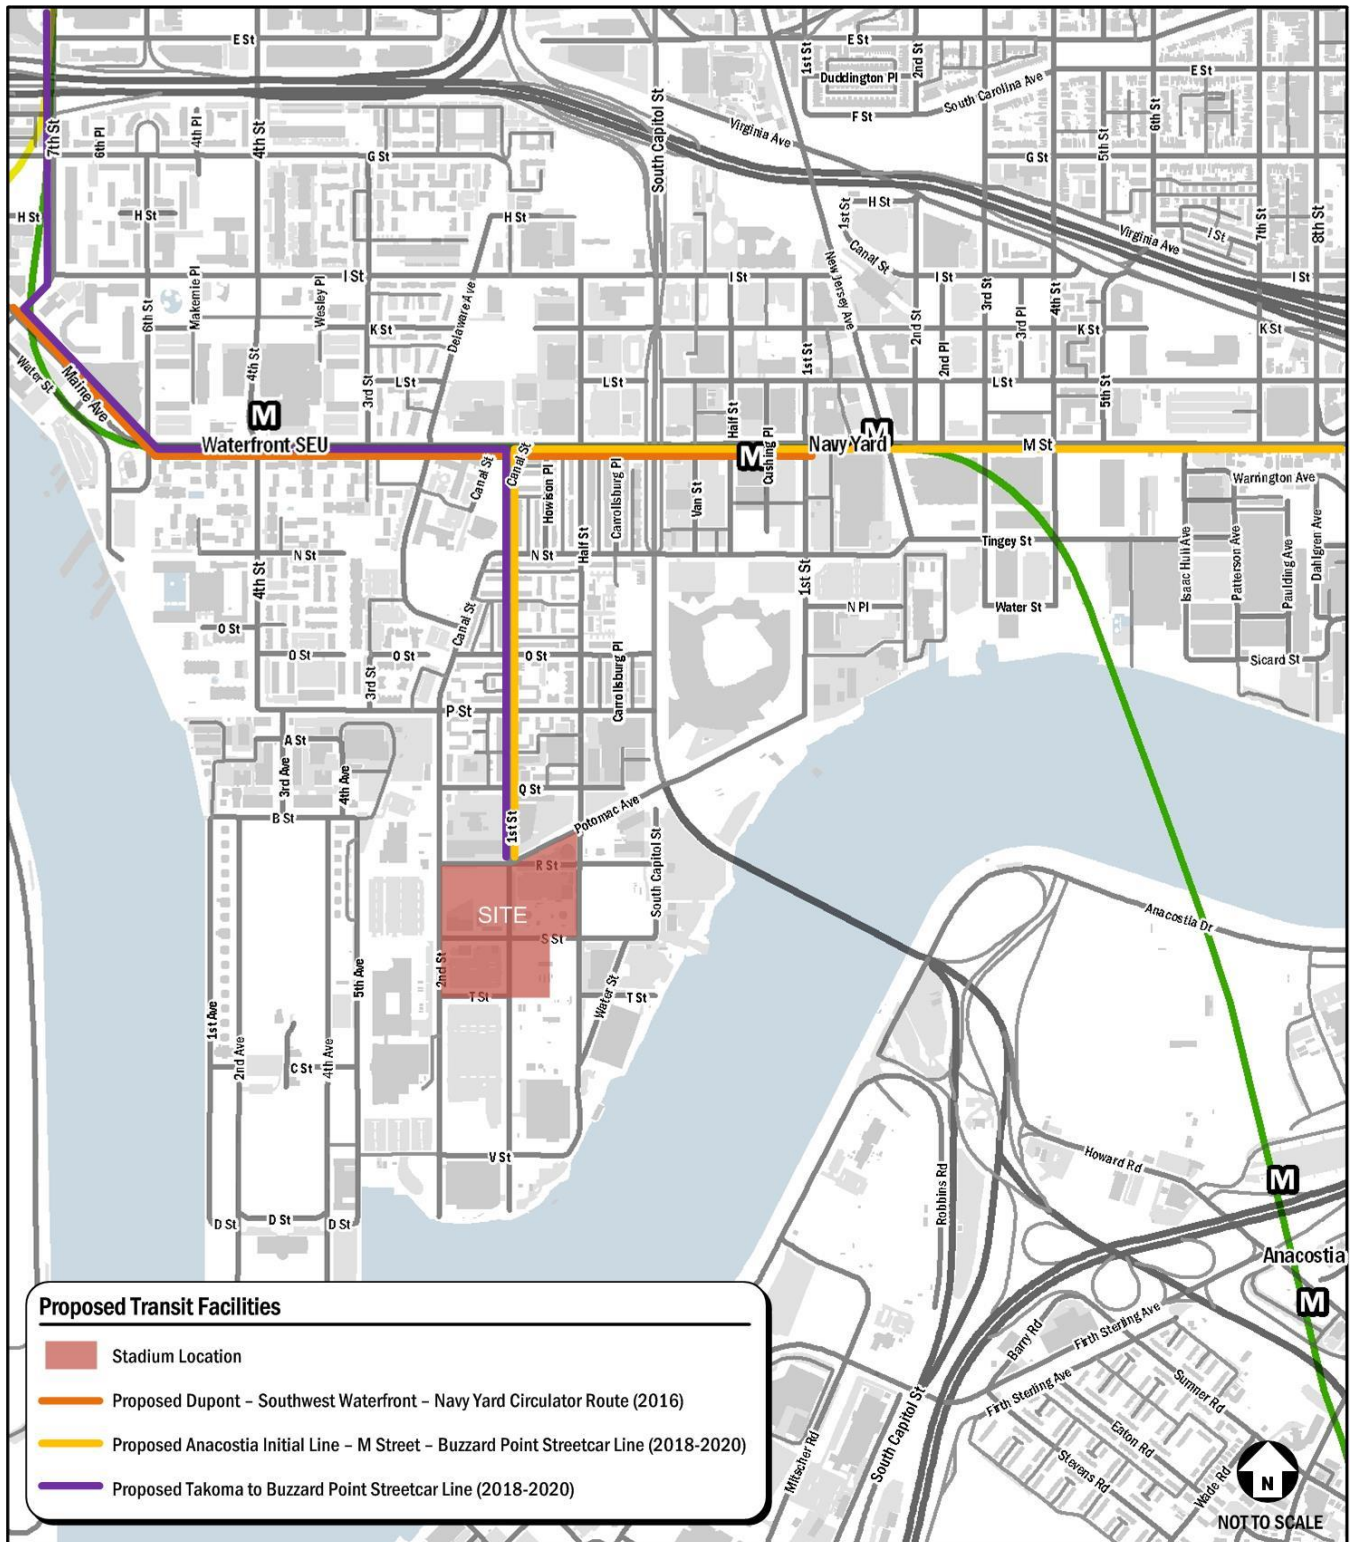 E St
E St
1st St
2nd St
Duddington Pl
E St
South Carolina Ave
F St
South Capitol St
Virginia Ave
6th St
5th St
7th St
6th Pl
4th Pl
4th St
G St
G St
H St
H St
H St
H St
1st St
Canal St
New Jersey Ave
Virginia Ave
I St
7th St
8th St
I St
I St
I St
I St
Makemie Pl
Wesley Pl
6th St
Delaware Ave
3rd St
3rd Pl
4th St
K St
K St
K St
4th St
1st St
2nd St
2nd Pl
Water St
Maine Ave
3rd St
L St
L St
L St
5th St
M
Half St
Cushing Pl
M
M
Waterfront SEU
Navy Yard
M St
Canal St
Canal St
Howison Pl
Carrollsburg Pl
Van St
Warrington Ave
Half St
N St
N St
Tingey St
Isaac Hull Ave
Patterson Ave
Paulding Ave
Dahlgren Ave
4th St
1st St
N Pl
Water St
Canal St
O St
O St
O St
O St
3rd St
Carrollsburg Pl
Sicard St
P St
A St
3rd Ave
4th Ave
Q St
B St
1st St
Potomac Ave
South Capitol St
R St
SITE
S St
Anacostia Dr
2nd St
T St
T St
Water St
1st Ave
2nd Ave
4th Ave
5th Ave
C St
V St
Howard Rd
Robbins Rd
M
D St
D St
D St
Anacostia
M
Barry Rd
Firth Sterling Ave
Firth Sterling Ave
Sumner Rd
Eaton Rd
Stevens Rd
Wade Rd
Mitscher Rd
South Capitol St
Proposed Transit Facilities
Stadium Location
Proposed Dupont – Southwest Waterfront – Navy Yard Circulator Route (2016)
Proposed Anacostia Initial Line – M Street – Buzzard Point Streetcar Line (2018-2020)
Proposed Takoma to Buzzard Point Streetcar Line (2018-2020)
N
NOT TO SCALE